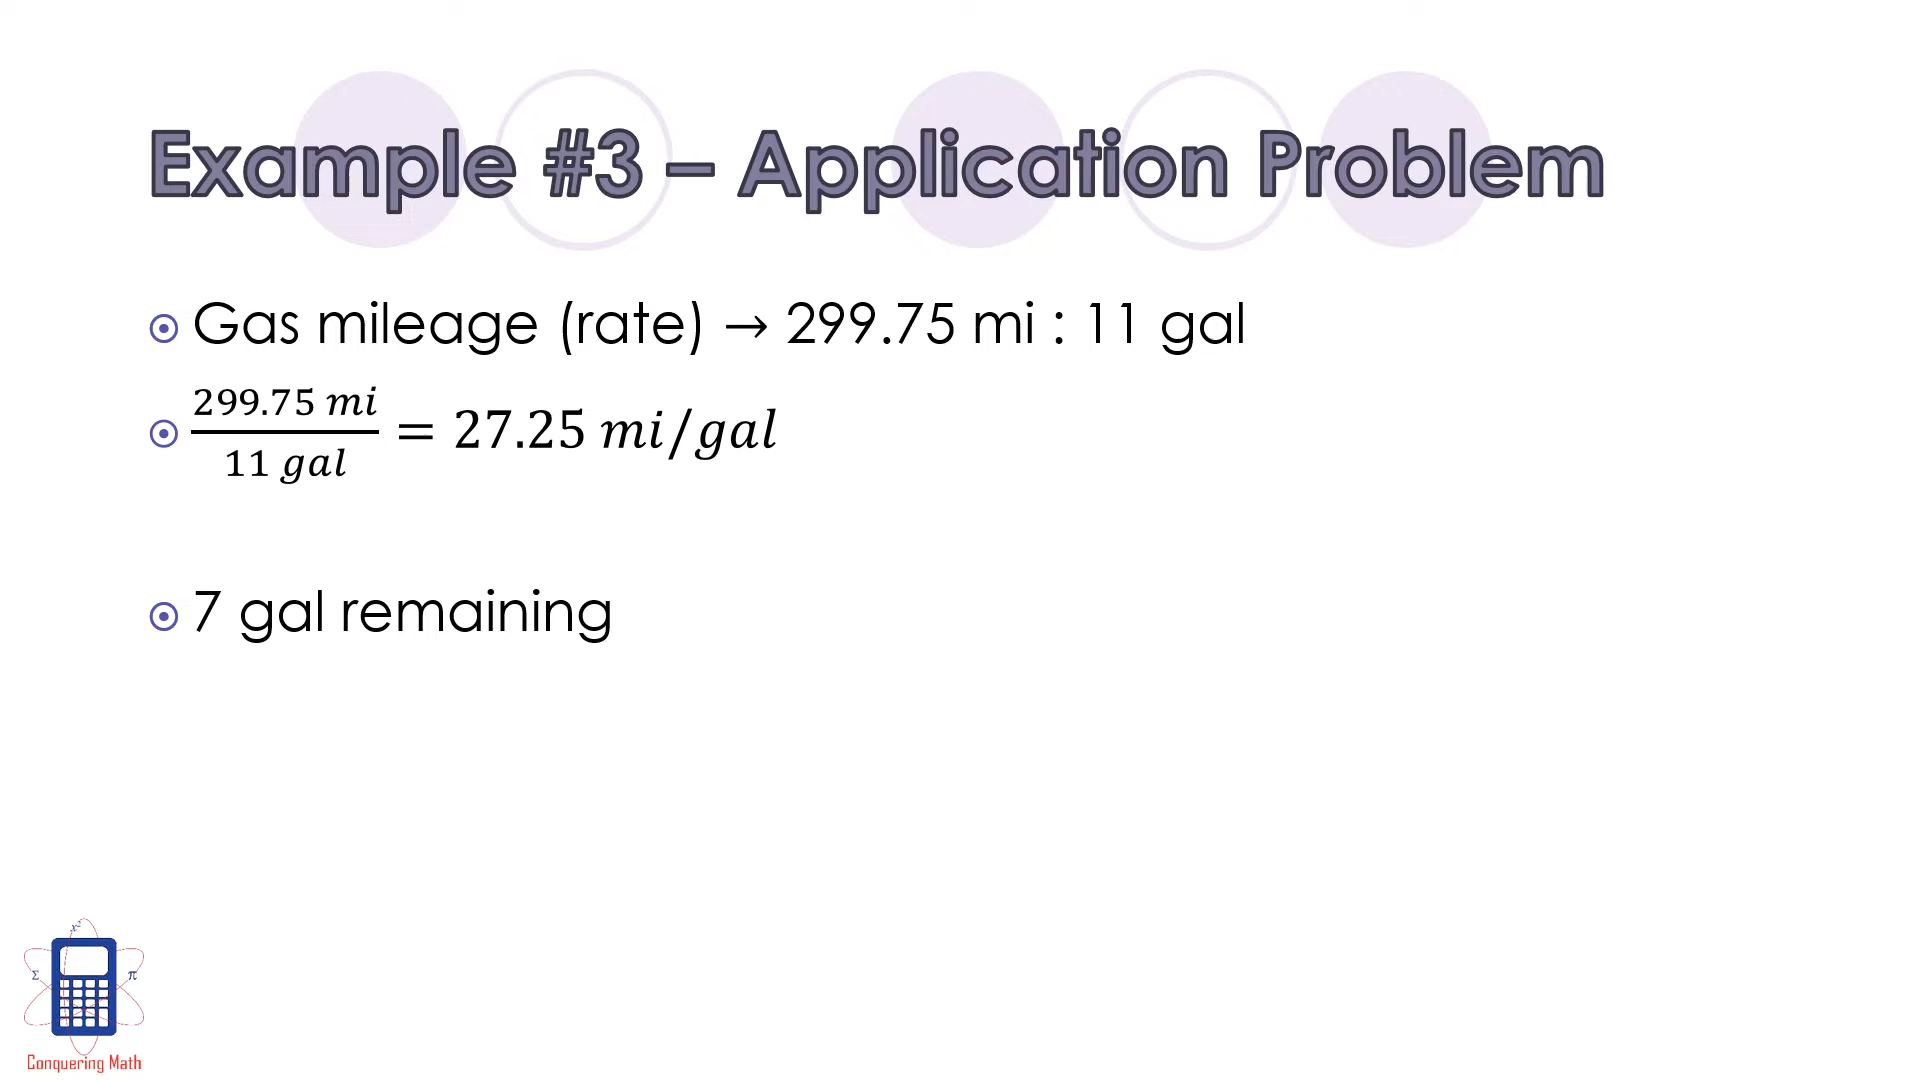 Example #3 – Application Problem
Gas mileage (rate) → 299.75 mi : 11 gal
299.75 mi / 11 gal = 27.25 mi/gal
7 gal remaining
x²
Σ π
Conquering Math